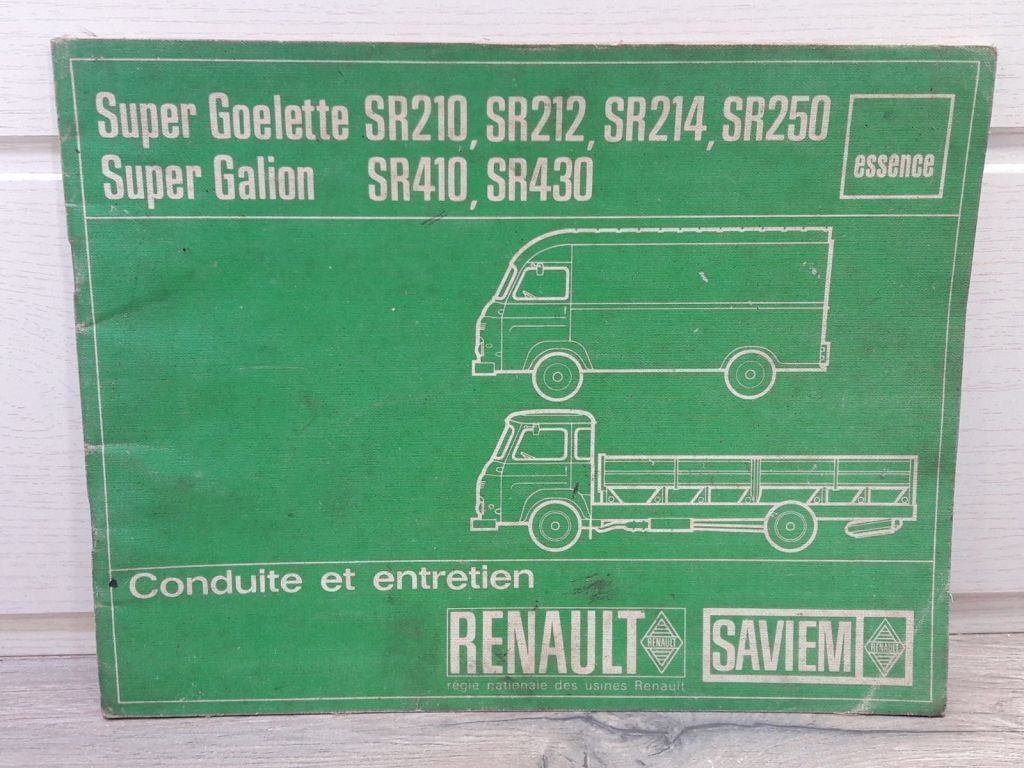 Super Goelette SR210, SR212, SR214, SR250
essence
Super Galion SR410, SR430
Conduite et entretien
RENAULT
RENAULT
régie nationale des usines Renault
SAVIEM
RENAULT